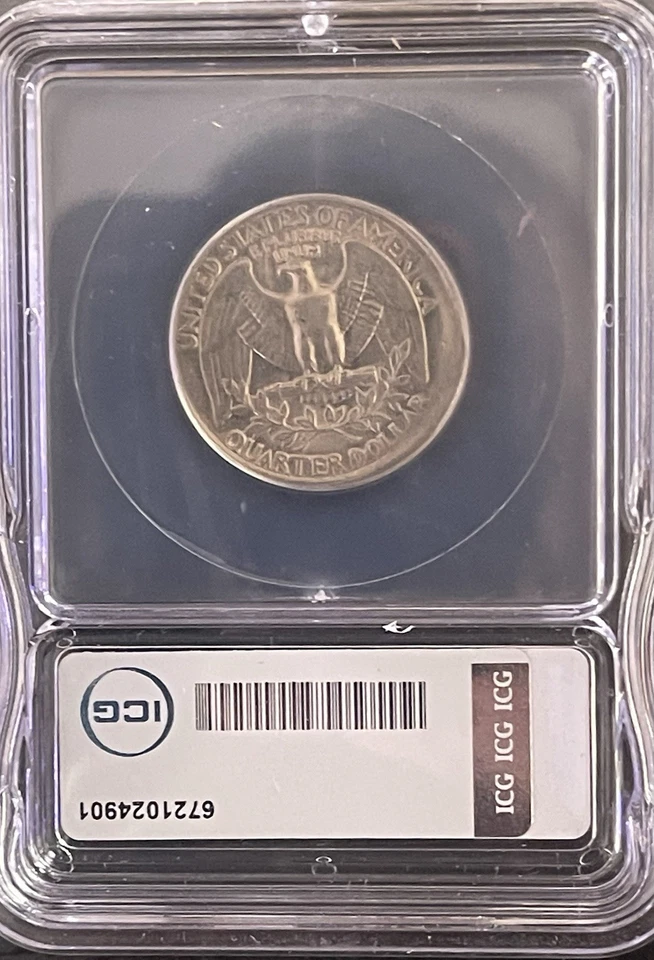 UNITED STATES OF AMERICA
E PLURIBUS
UNUM
QUARTER DOLLAR
ICG
6721024901
ICG ICG ICG